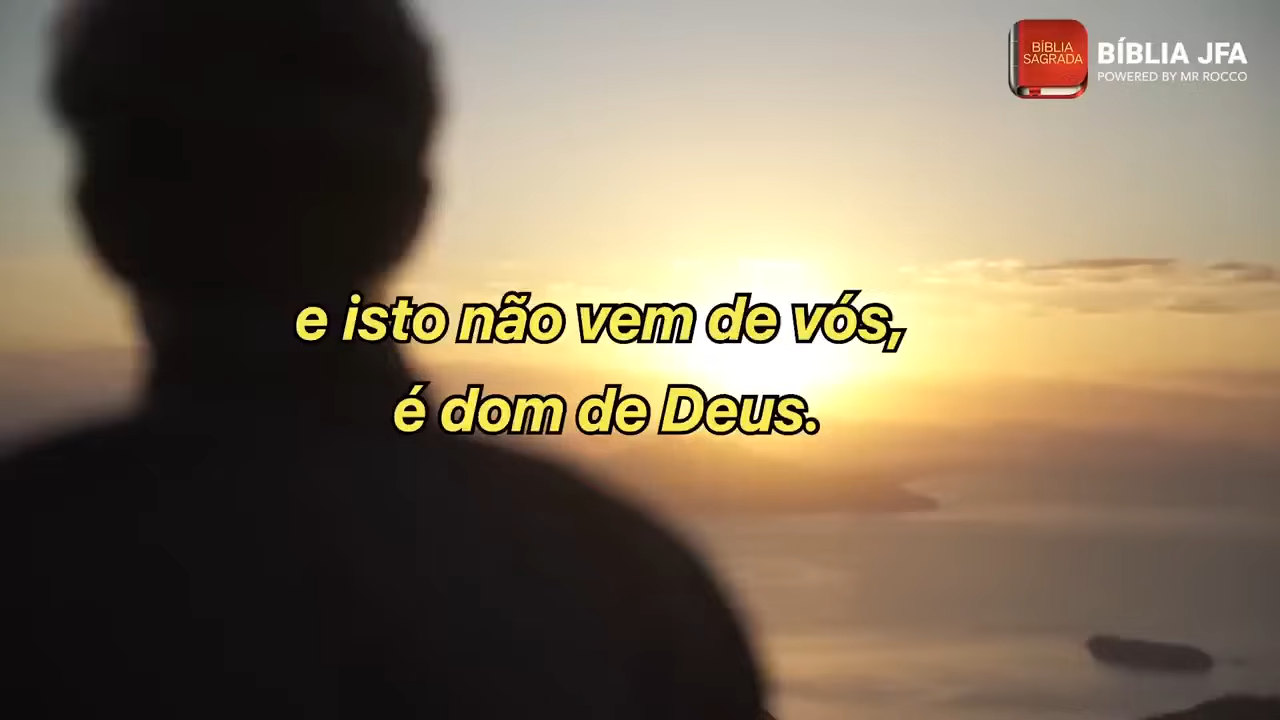 BÍBLIA
SAGRADA
BÍBLIA JFA
POWERED BY MR ROCCO
e isto não vem de vós,
é dom de Deus.